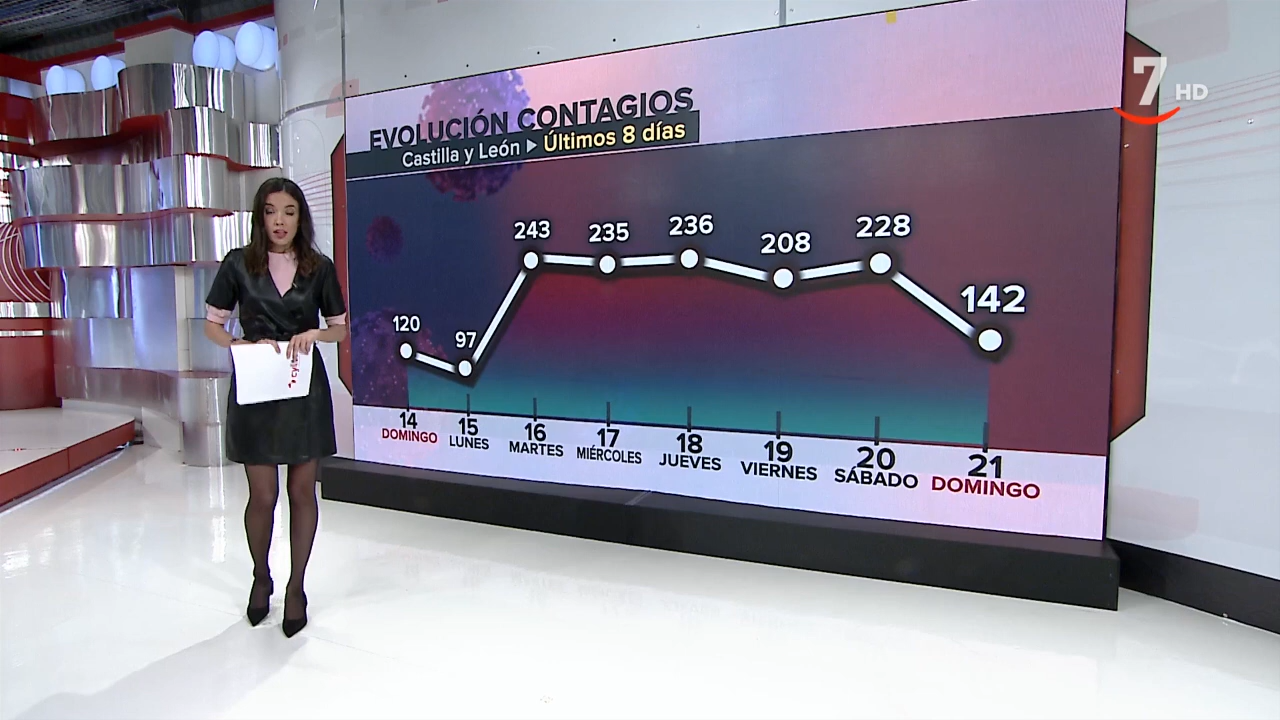 7 HD
EVOLUCIÓN CONTAGIOS
Castilla y León ▶ Últimos 8 días
243 235 236 208 228
120 97 142
14 15 16 17 18 19 20 21
DOMINGO LUNES MARTES MIÉRCOLES JUEVES VIERNES SÁBADO DOMINGO